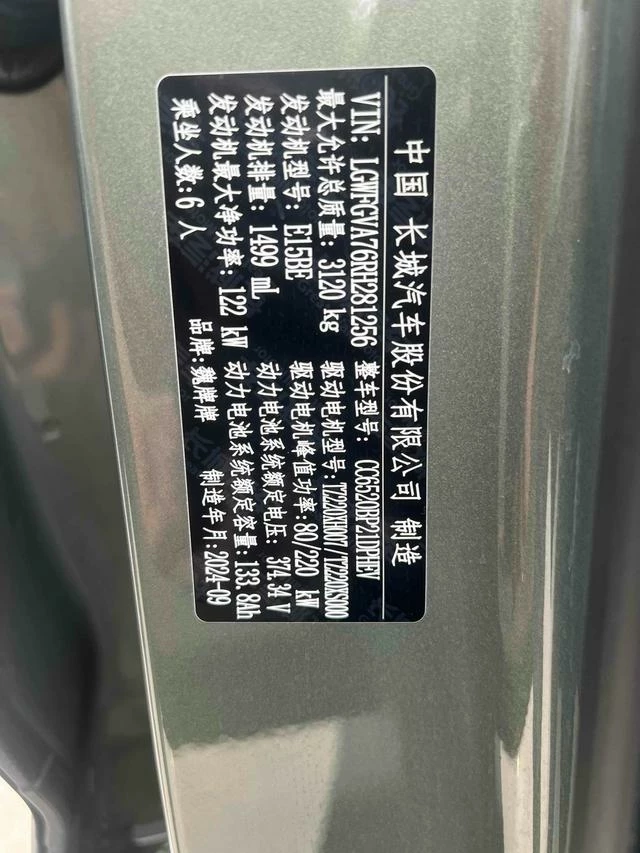 中国 长城汽车股份有限公司 制造
VIN: LGWFGVA76RH281256 整车型号: CC6520BP21DPHEV
最大允许总质量: 3120 kg 驱动电机型号: TZ220XH007/TZ220XS000
发动机型号: E15BE 驱动电机峰值功率: 80/220 kW
发动机排量: 1499 mL 动力电池系统额定电压: 374.34 V
发动机最大净功率: 122 kW 动力电池系统额定容量: 133.8Ah
乘坐人数: 6 人 品牌: 魏牌牌 制造年月: 2024-09